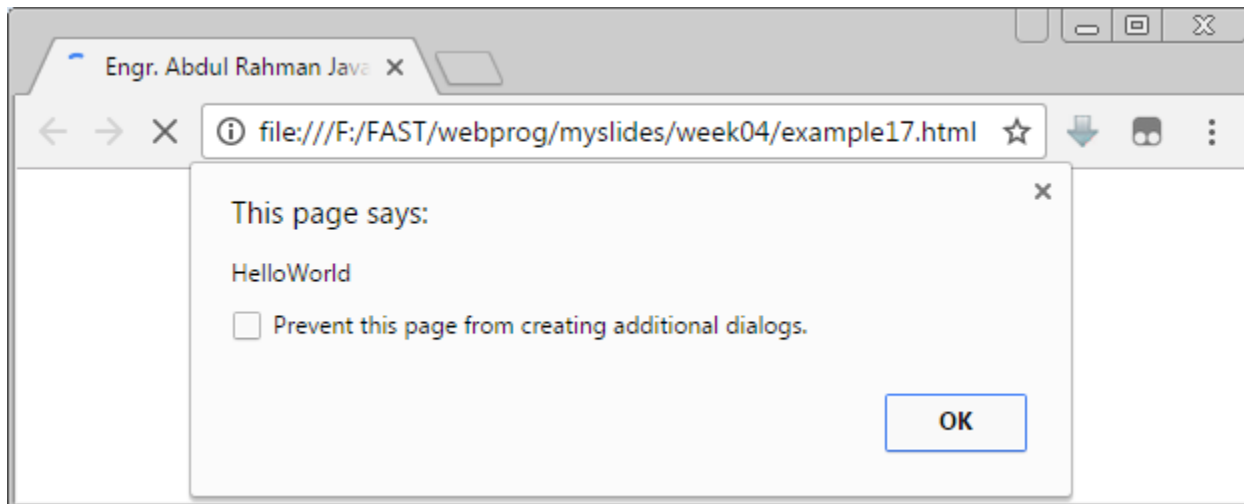 Engr. Abdul Rahman Java
file:///F:/FAST/webprog/myslides/week04/example17.html
This page says:
HelloWorld
Prevent this page from creating additional dialogs.
OK